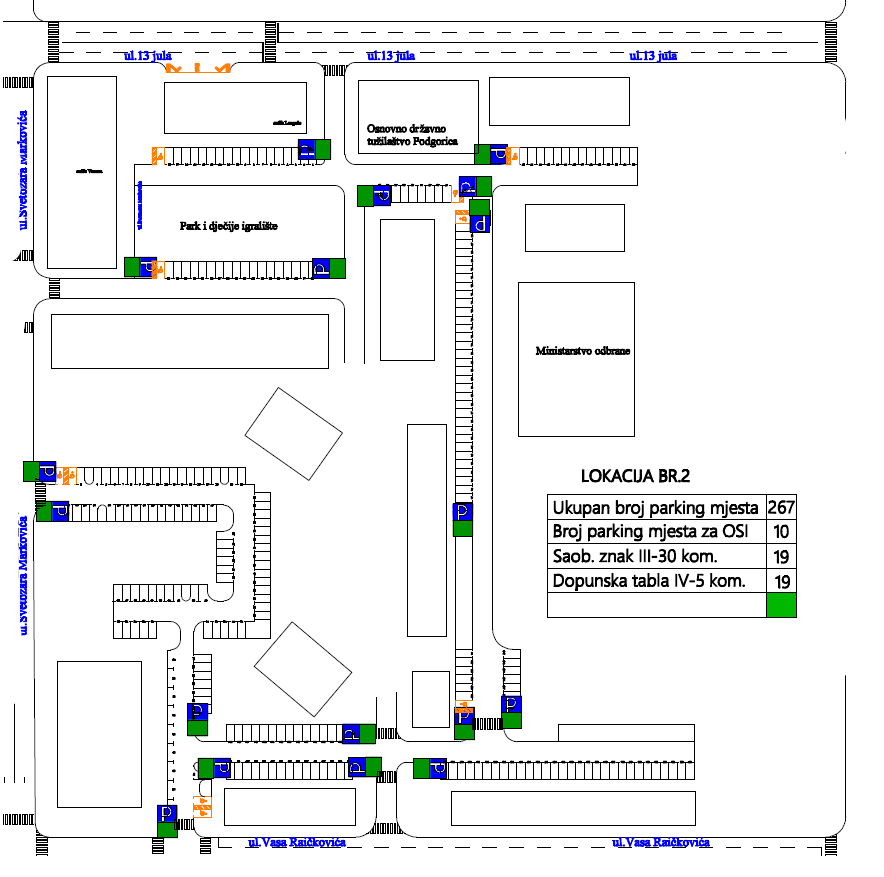 ul.13 jula
ul.13 jula
ul.13 jula
ul.Svetozara Markovića
Osnovno državno
tužilaštvo Podgorica
P
P
P
P
P
P
Park i dječije igralište
P
P
Ministarstvo odbrane
LOKACIJA BR.2
Ukupan broj parking mjesta 267
Broj parking mjesta za OSI 10
Saob. znak III-30 kom. 19
Dopunska tabla IV-5 kom. 19
P
P
P
ul.Svetozara Markovića
P
P
P
P
P
P
P
P
ul.Vasa Raičkovića
ul.Vasa Raičkovića